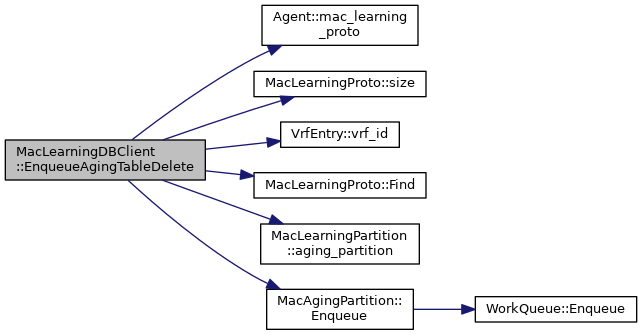 Agent::mac_learning
_proto
MacLearningProto::size
VrfEntry::vrf_id
MacLearningDBClient
::EnqueueAgingTableDelete
MacLearningProto::Find
MacLearningPartition
::aging_partition
MacAgingPartition::
Enqueue
WorkQueue::Enqueue